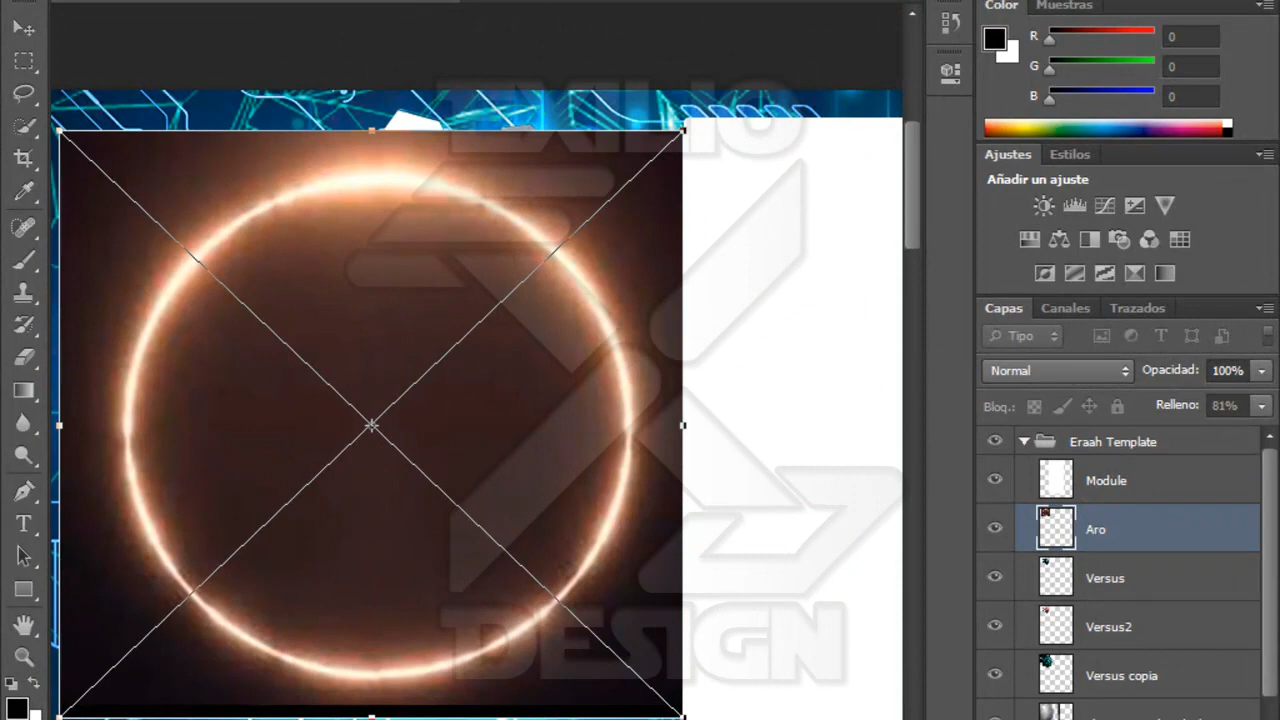 Color
Muestras
R
0
G
0
B
0
Ajustes
Estilos
Añadir un ajuste
Capas
Canales
Trazados
Tipo
Normal
Opacidad:
100%
Bloq.:
Relleno:
81%
Eraah Template
Module
Aro
Versus
Versus2
Versus copia
T
DESIGN